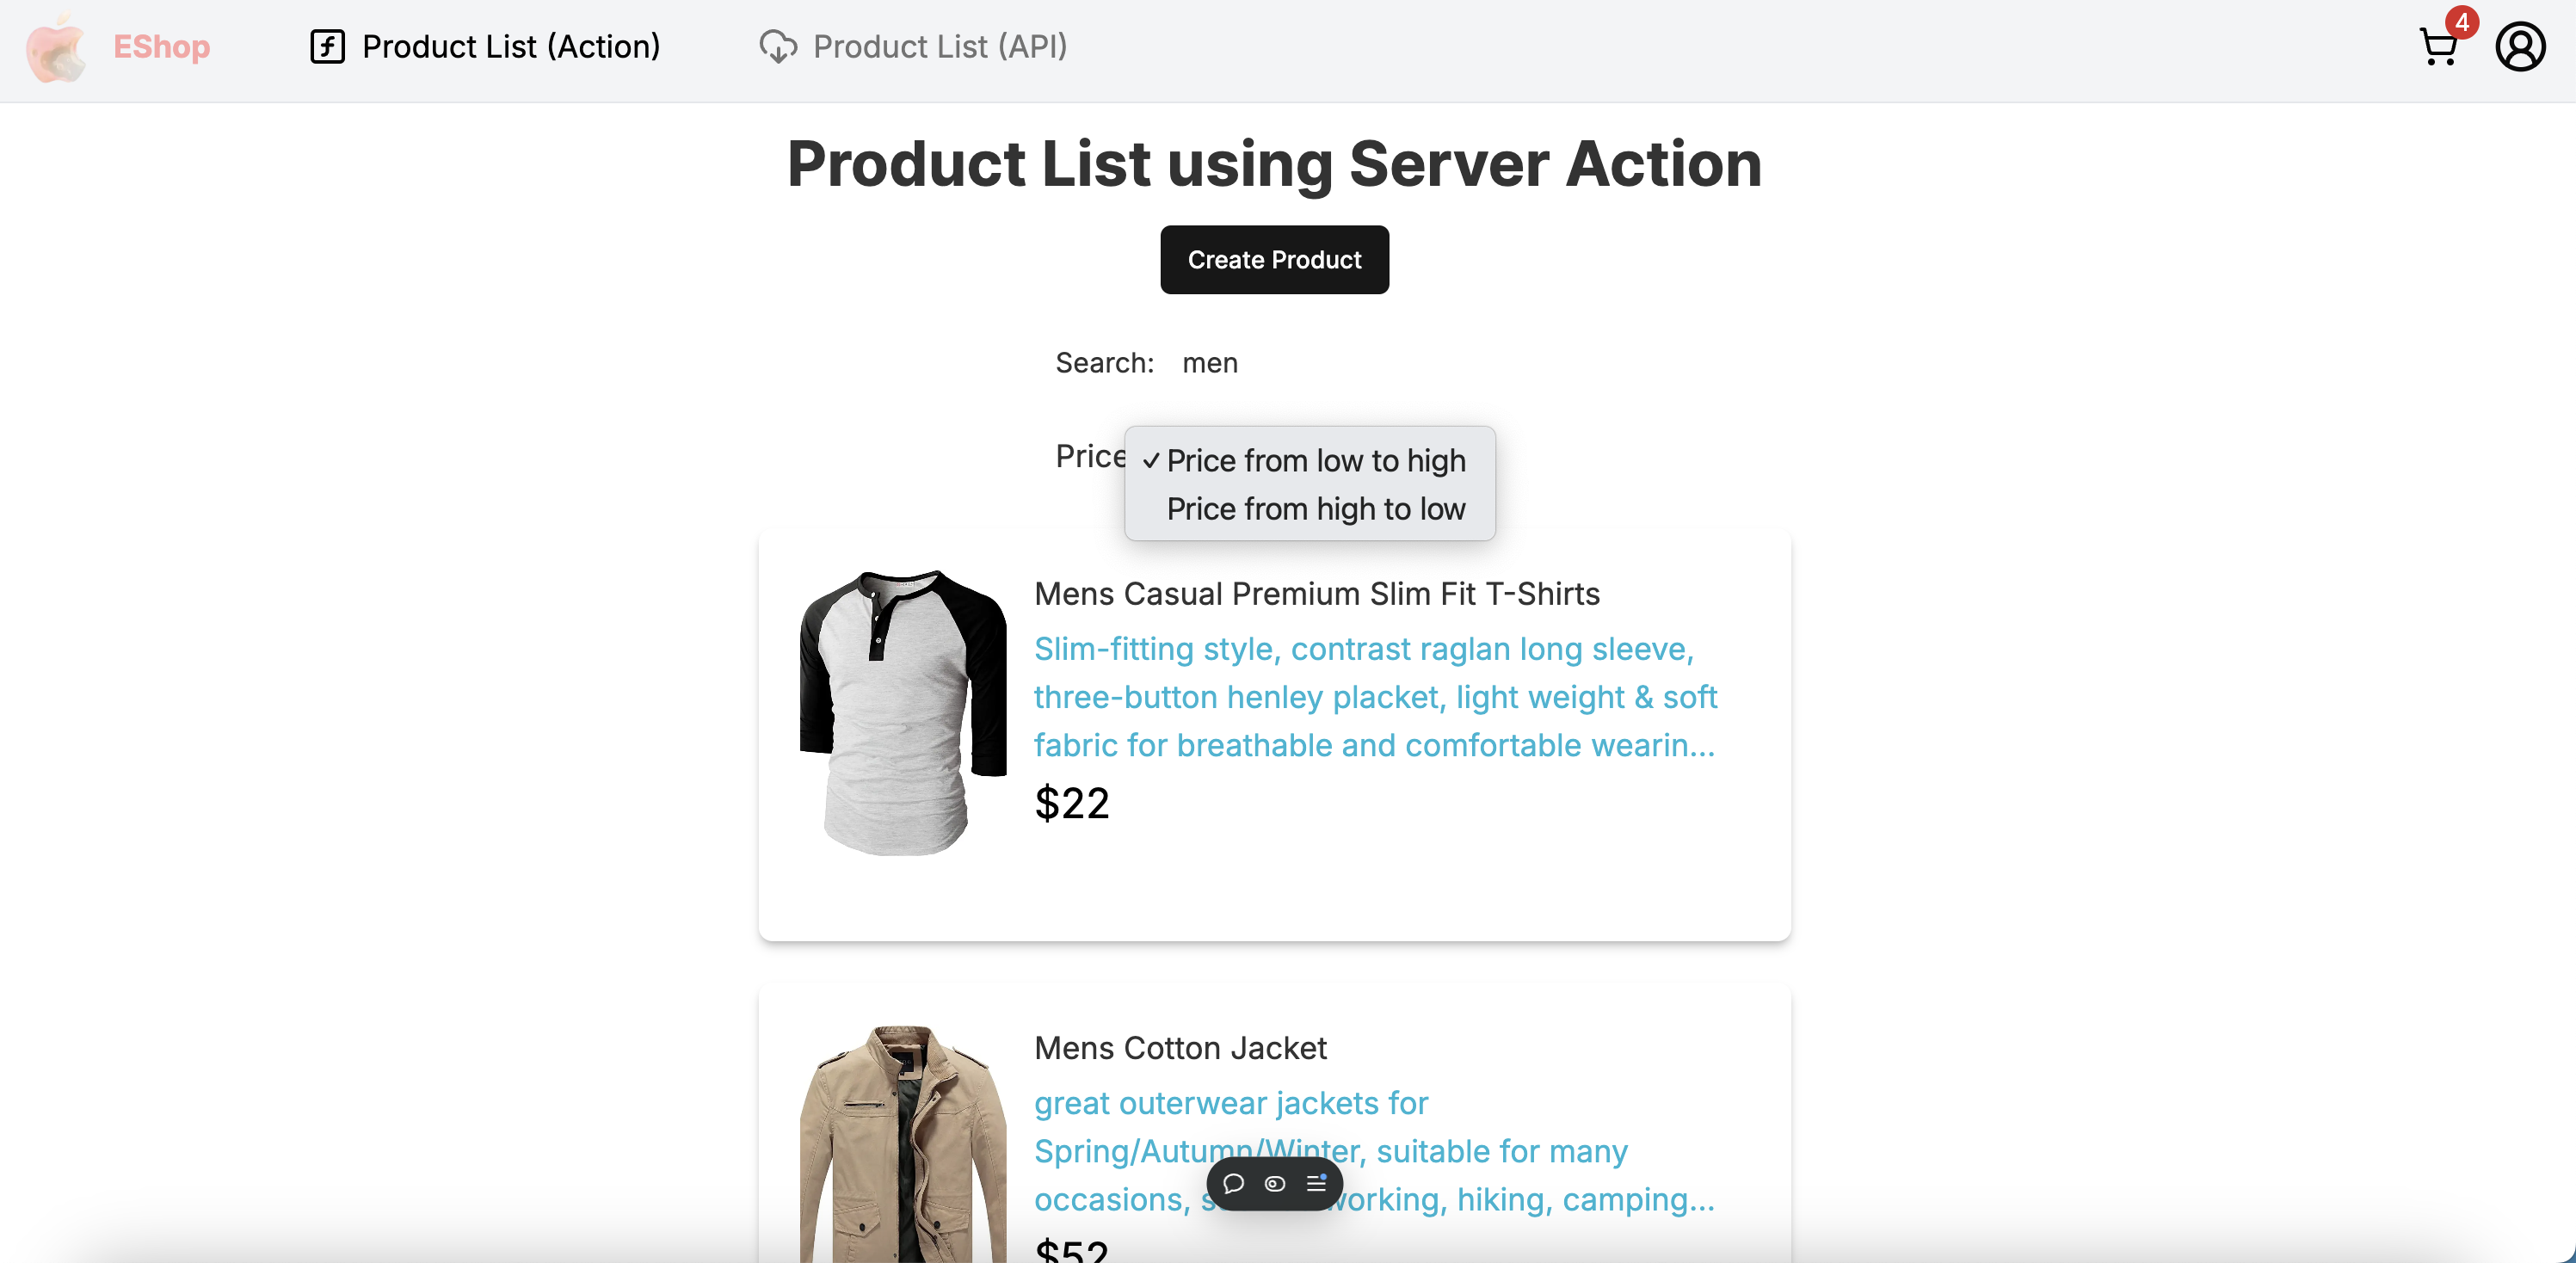 EShop
Product List (Action)
Product List (API)
4
Product List using Server Action
Create Product
Search: men
Price
✓ Price from low to high
Price from high to low
Mens Casual Premium Slim Fit T-Shirts
Slim-fitting style, contrast raglan long sleeve,
three-button henley placket, light weight & soft
fabric for breathable and comfortable wearin...
$22
Mens Cotton Jacket
great outerwear jackets for
Spring/Autumn/Winter, suitable for many
occasions, working, hiking, camping...
$52